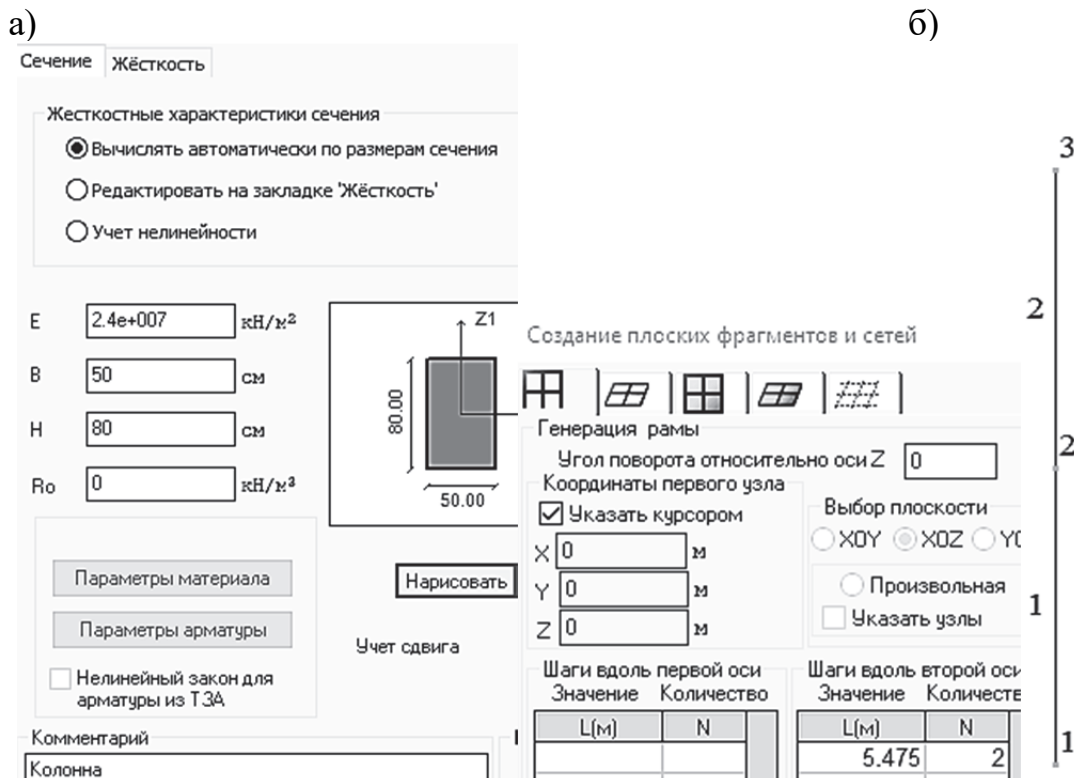 а)
б)
Сечение
Жёсткость
Жесткостные характеристики сечения
Вычислять автоматически по размерам сечения
Редактировать на закладке 'Жёсткость'
Учет нелинейности
E 2.4e+007 кН/м²
B 50 см
H 80 см
Ro 0 кН/м³
Z1
80.00
50.00
Параметры материала
Параметры арматуры
Нарисовать
Учет сдвига
Нелинейный закон для
арматуры из ТЗА
Комментарий
Колонна
Создание плоских фрагментов и сетей
Генерация рамы
Угол поворота относительно оси Z 0
Координаты первого узла
Указать курсором
X 0 м
Y 0 м
Z 0 м
Выбор плоскости
XOY XOZ YO
Произвольная
Указать узлы
Шаги вдоль первой оси
Значение Количество
L(м) N
Шаги вдоль второй оси
Значение Количеств
L(м) N
5.475 2
3
2
2
1
1